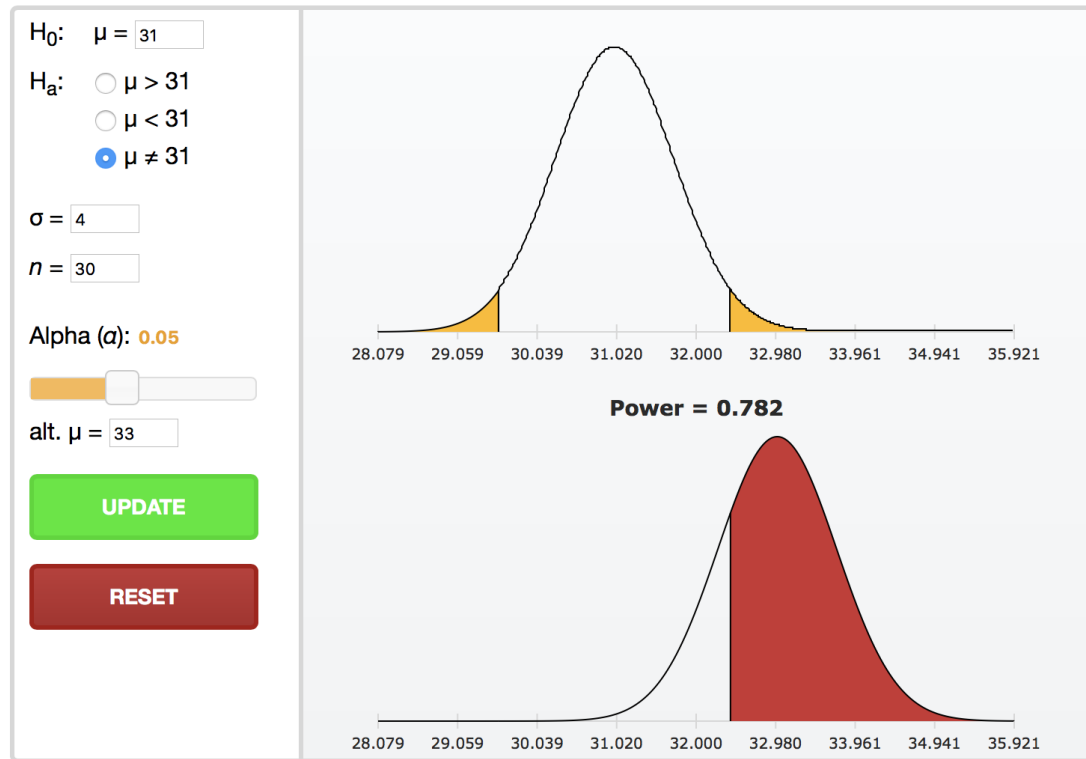 H0: μ = 31
Ha: μ > 31
μ < 31
μ ≠ 31
σ = 4
n = 30
Alpha (α): 0.05
alt. μ = 33
UPDATE
RESET
28.079 29.059 30.039 31.020 32.000 32.980 33.961 34.941 35.921
Power = 0.782
28.079 29.059 30.039 31.020 32.000 32.980 33.961 34.941 35.921